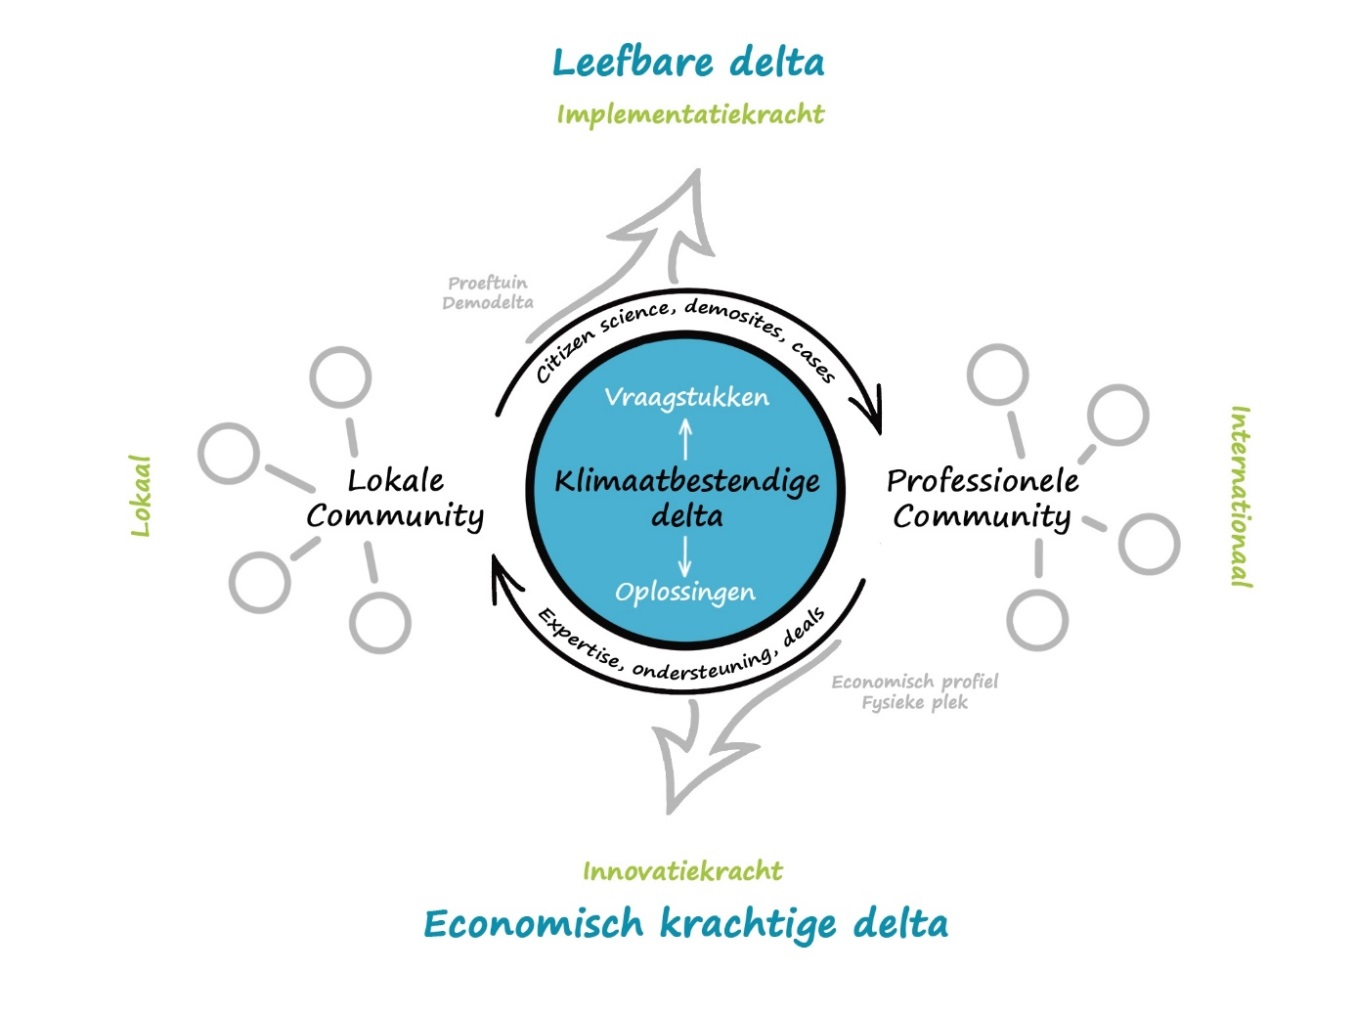 Leefbare delta
Implementatiekracht
Proeftuin
Demodelta
Citizen science, demosites, cases
Vraagstukken
Klimaatbestendige
delta
Oplossingen
Lokaal
Lokale
Community
Professionele
Community
Internationaal
Expertise, ondersteuning, deals
Economisch profiel
Fysieke plek
Innovatiekracht
Economisch krachtige delta